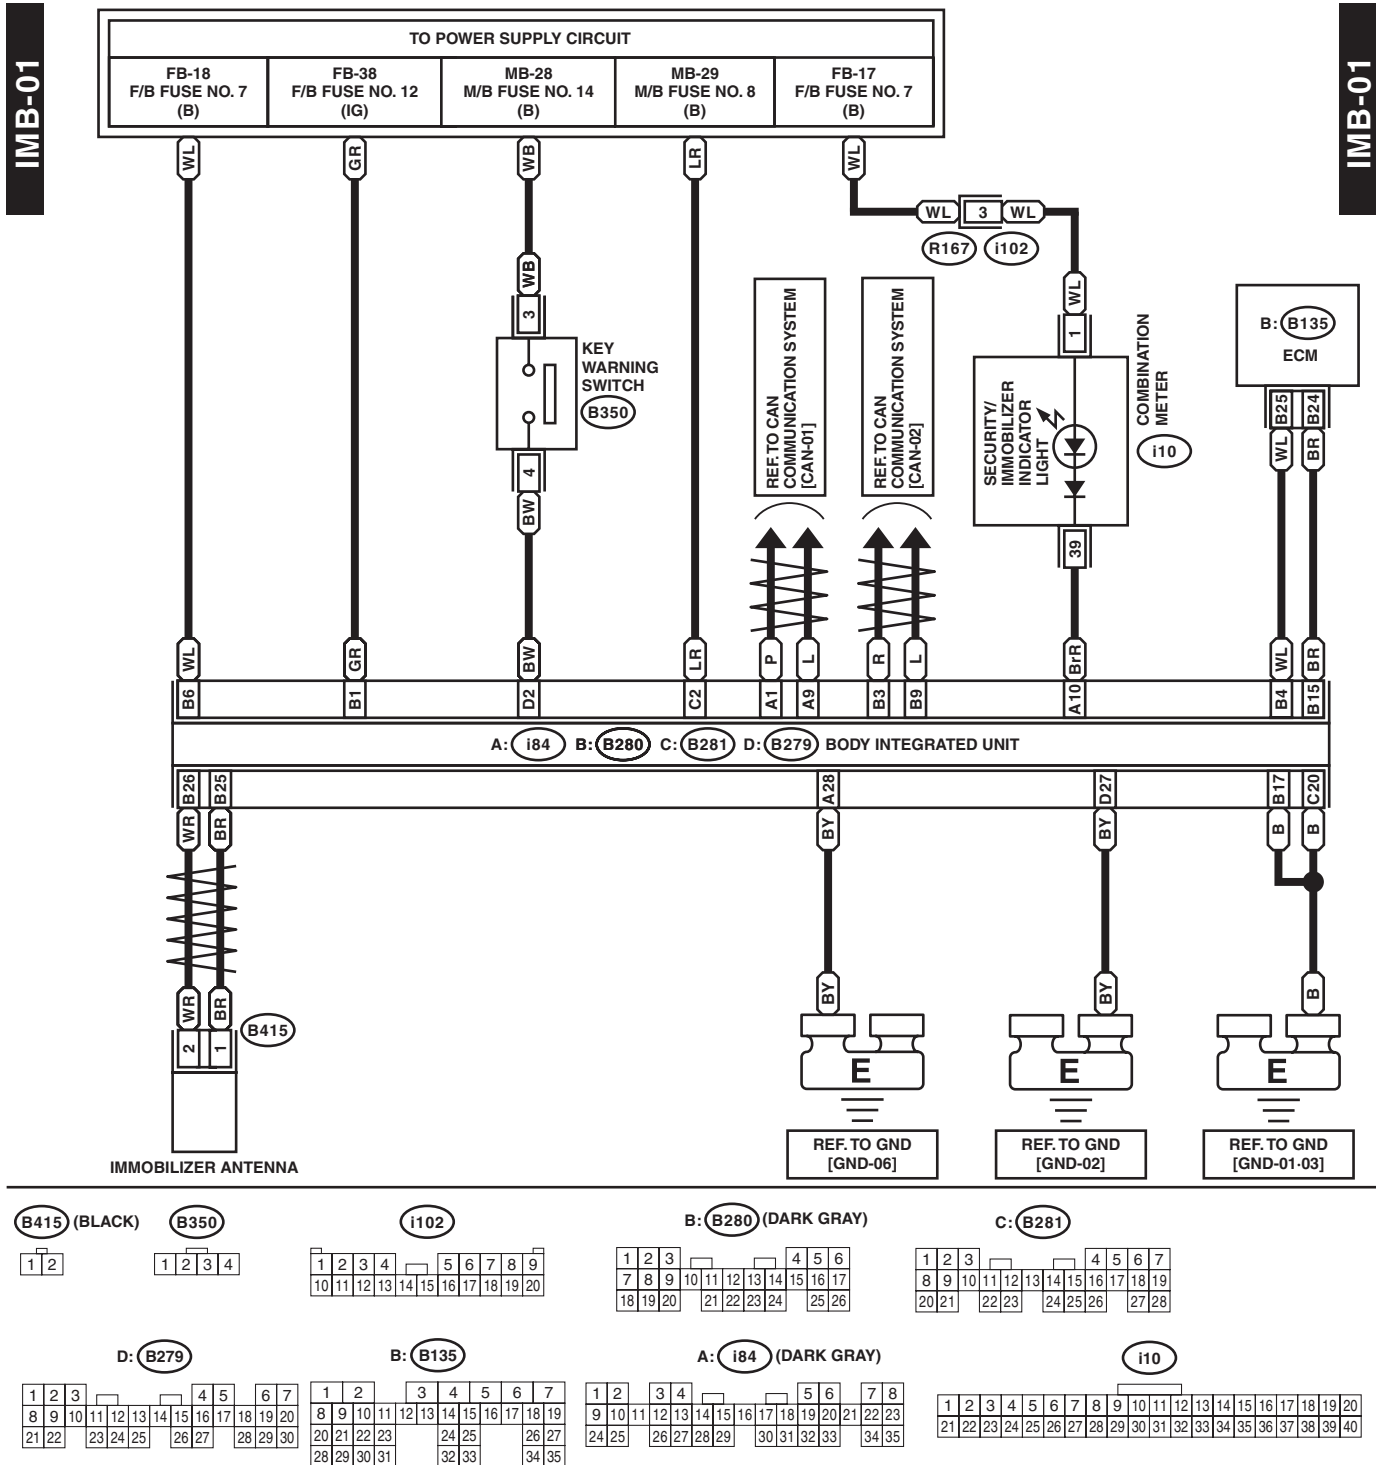 IMB-01
IMB-01
TO POWER SUPPLY CIRCUIT
FB-18
F/B FUSE NO. 7
(B)
FB-38
F/B FUSE NO. 12
(IG)
MB-28
M/B FUSE NO. 14
(B)
MB-29
M/B FUSE NO. 8
(B)
FB-17
F/B FUSE NO. 7
(B)
WL
GR
WB
LR
WL
WL 3 WL
R167 i102
WB
3
KEY
WARNING
SWITCH
B350
4
BW
REF. TO CAN
COMMUNICATION SYSTEM
[CAN-01]
REF. TO CAN
COMMUNICATION SYSTEM
[CAN-02]
WL
1
SECURITY/
IMMOBILIZER
INDICATOR
LIGHT
COMBINATION
METER
i10
39
B: B135
ECM
B25 B24
WL BR
WL GR BW LR P L R L BrR WL BR
B6 B1 D2 C2 A1 A9 B3 B9 A10 B4 B15
A: i84 B: B280 C: B281 D: B279 BODY INTEGRATED UNIT
B26 B25 A28 D27 B17 C20
WR BR BY BY B B
WR BR BY BY B
2 1
B415
E E E
IMMOBILIZER ANTENNA
REF. TO GND
[GND-06]
REF. TO GND
[GND-02]
REF. TO GND
[GND-01·03]
B415 (BLACK)
1 2
B350
1 2 3 4
i102
1 2 3 4 5 6 7 8 9
10 11 12 13 14 15 16 17 18 19 20
B: B280 (DARK GRAY)
1 2 3 4 5 6
7 8 9 10 11 12 13 14 15 16 17
18 19 20 21 22 23 24 25 26
C: B281
1 2 3 4 5 6 7
8 9 10 11 12 13 14 15 16 17 18 19
20 21 22 23 24 25 26 27 28
D: B279
1 2 3 4 5 6 7
8 9 10 11 12 13 14 15 16 17 18 19 20
21 22 23 24 25 26 27 28 29 30
B: B135
1 2 3 4 5 6 7
8 9 10 11 12 13 14 15 16 17 18 19
20 21 22 23 24 25 26 27
28 29 30 31 32 33 34 35
A: i84 (DARK GRAY)
1 2 3 4 5 6 7 8
9 10 11 12 13 14 15 16 17 18 19 20 21 22 23
24 25 26 27 28 29 30 31 32 33 34 35
i10
1 2 3 4 5 6 7 8 9 10 11 12 13 14 15 16 17 18 19 20
21 22 23 24 25 26 27 28 29 30 31 32 33 34 35 36 37 38 39 40